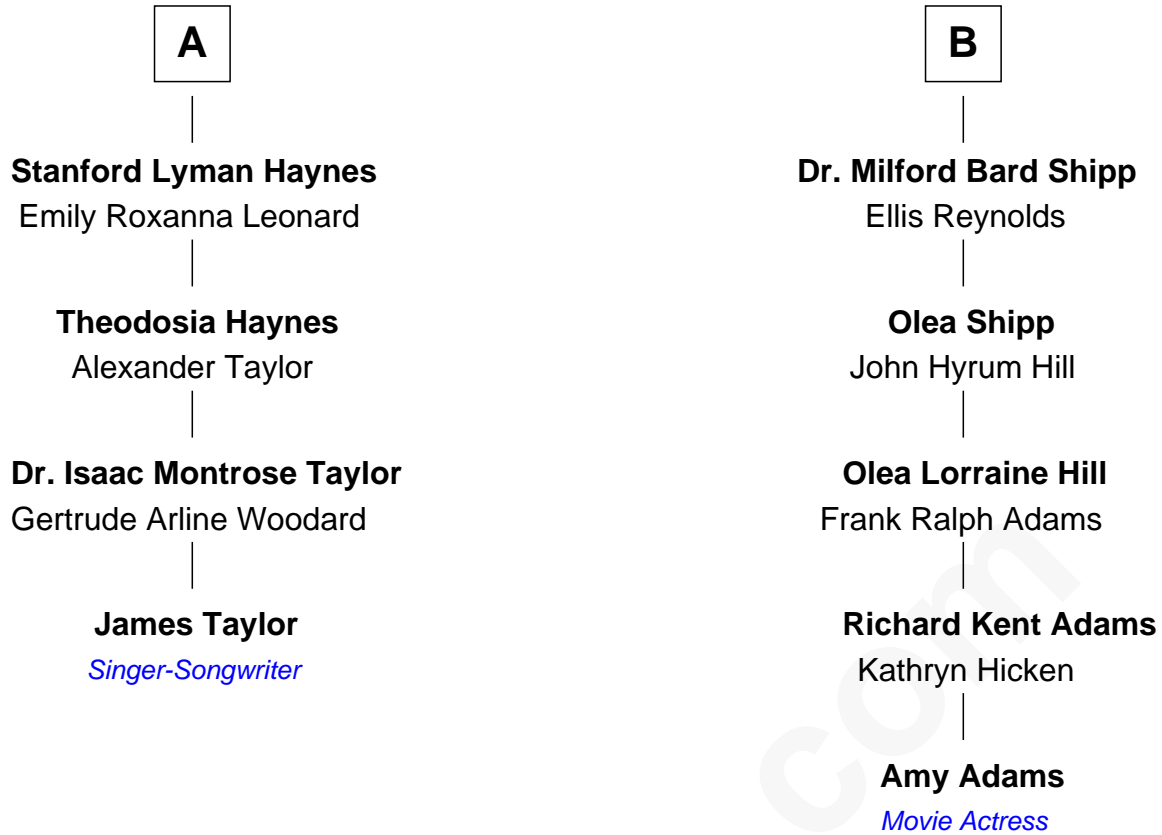 A
Stanford Lyman Haynes
Emily Roxanna Leonard
Theodosia Haynes
Alexander Taylor
Dr. Isaac Montrose Taylor
Gertrude Arline Woodard
James Taylor
Singer-Songwriter
B
Dr. Milford Bard Shipp
Ellis Reynolds
Olea Shipp
John Hyrum Hill
Olea Lorraine Hill
Frank Ralph Adams
Richard Kent Adams
Kathryn Hicken
Amy Adams
Movie Actress
com